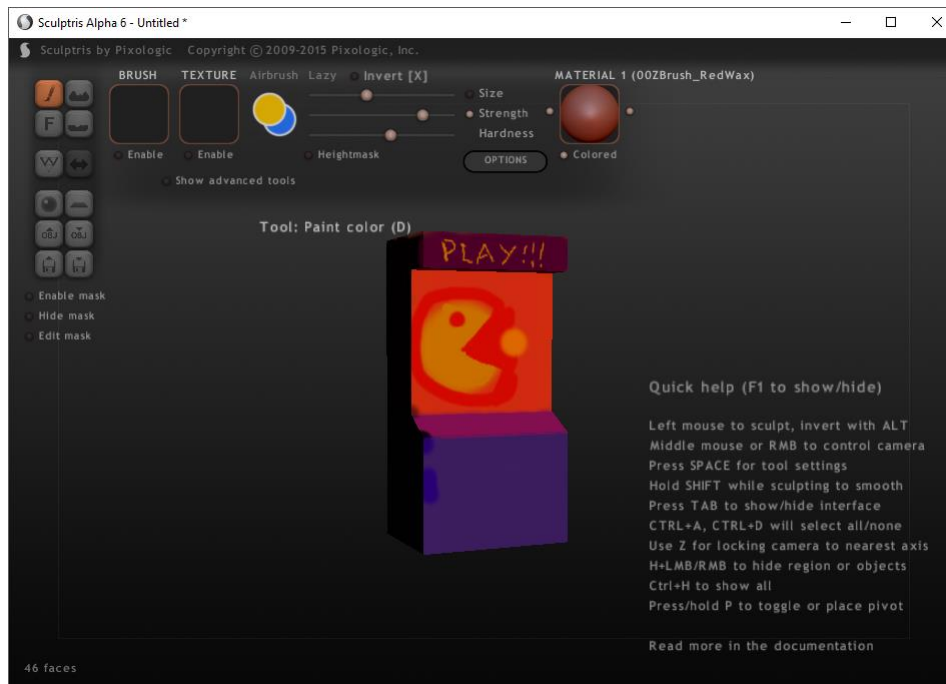 Sculptris Alpha 6 - Untitled *
Sculptris by Pixologic Copyright © 2009-2015 Pixologic, Inc.
BRUSH TEXTURE Airbrush Lazy Invert [X] MATERIAL 1 (00ZBrush_RedWax)
Size
Strength
Hardness
Enable Enable Heightmask OPTIONS Colored
Show advanced tools
F
OBJ OBJ
Enable mask
Hide mask
Edit mask
Tool: Paint color (D)
PLAY!!!
Quick help (F1 to show/hide)
Left mouse to sculpt, invert with ALT
Middle mouse or RMB to control camera
Press SPACE for tool settings
Hold SHIFT while sculpting to smooth
Press TAB to show/hide interface
CTRL+A, CTRL+D will select all/none
Use Z for locking camera to nearest axis
H+LMB/RMB to hide region or objects
Ctrl+H to show all
Press/hold P to toggle or place pivot
Read more in the documentation
46 faces